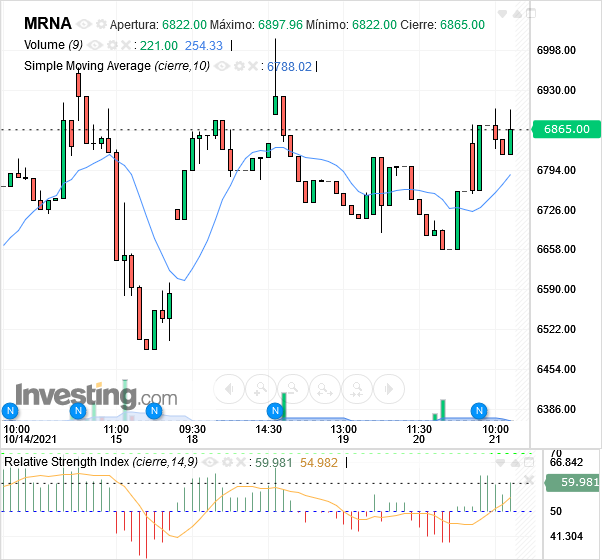 MRNA Apertura: 6822.00 Máximo: 6897.96 Mínimo: 6822.00 Cierre: 6865.00
Volume (9) : 221.00 254.33 |
Simple Moving Average (cierre,10) : 6788.02 |
6998.00
6930.00
6865.00
6794.00
6726.00
6658.00
6590.00
6522.00
6454.00
6386.00
Investing.com
N N N N N
10:00 11:00 09:30 14:30 13:00 11:30 10:00
10/14/2021 15 18 19 20 21
Relative Strength Index (cierre,14,9) : 59.981 54.982 |
70
66.842
59.981
50
41.304